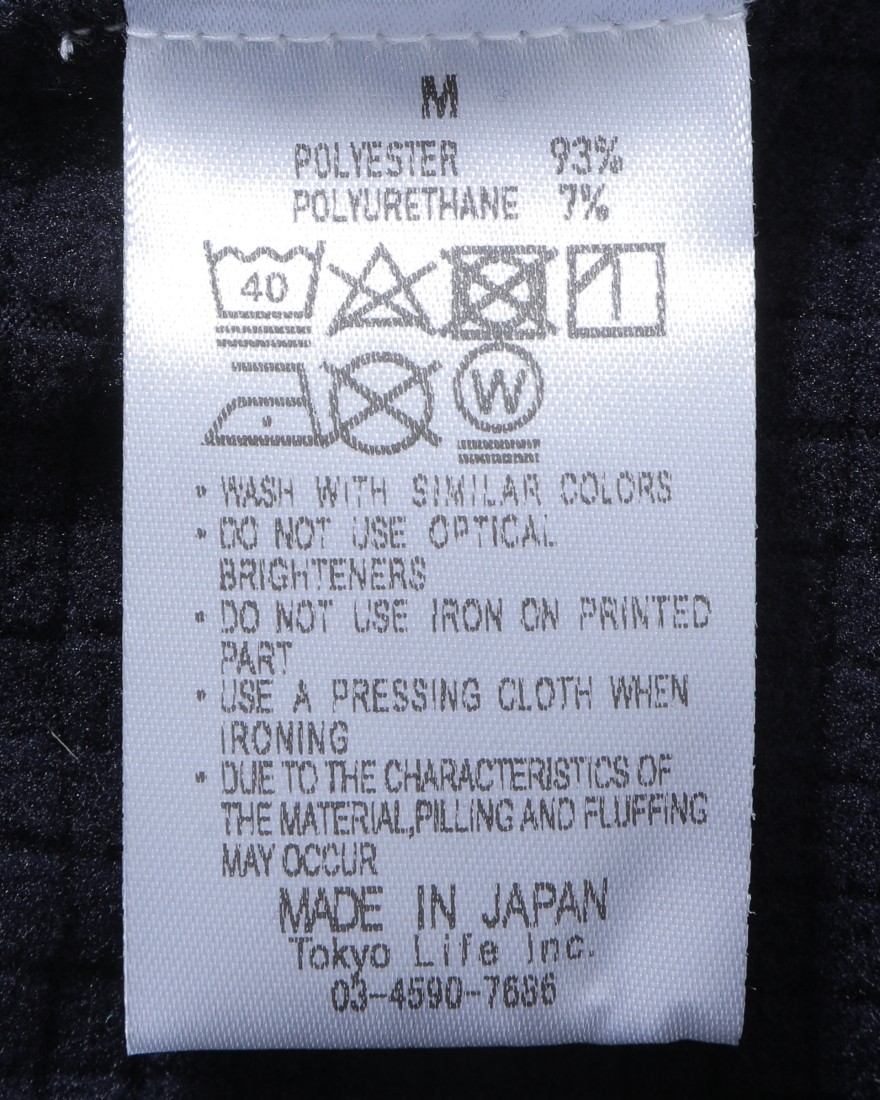 M
POLYESTER 93%
POLYURETHANE 7%
40
W
• WASH WITH SIMILAR COLORS
• DO NOT USE OPTICAL
BRIGHTENERS
• DO NOT USE IRON ON PRINTED
PART
• USE A PRESSING CLOTH WHEN
IRONING
• DUE TO THE CHARACTERISTICS OF
THE MATERIAL,PILLING AND FLUFFING
MAY OCCUR
MADE IN JAPAN
Tokyo Life Inc.
03-4590-7686